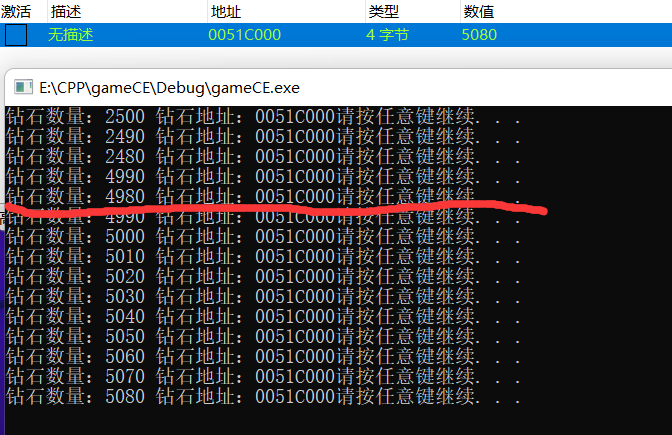 激活 描述 地址 类型 数值
无描述 0051C000 4 字节 5080
E:\CPP\gameCE\Debug\gameCE.exe
钻石数量：2500 钻石地址：0051C000请按任意键继续. . .
钻石数量：2490 钻石地址：0051C000请按任意键继续. . .
钻石数量：2480 钻石地址：0051C000请按任意键继续. . .
钻石数量：4990 钻石地址：0051C000请按任意键继续. . .
钻石数量：4980 钻石地址：0051C000请按任意键继续. . .
钻石数量：4990 钻石地址：0051C000请按任意键继续. . .
钻石数量：5000 钻石地址：0051C000请按任意键继续. . .
钻石数量：5010 钻石地址：0051C000请按任意键继续. . .
钻石数量：5020 钻石地址：0051C000请按任意键继续. . .
钻石数量：5030 钻石地址：0051C000请按任意键继续. . .
钻石数量：5040 钻石地址：0051C000请按任意键继续. . .
钻石数量：5050 钻石地址：0051C000请按任意键继续. . .
钻石数量：5060 钻石地址：0051C000请按任意键继续. . .
钻石数量：5070 钻石地址：0051C000请按任意键继续. . .
钻石数量：5080 钻石地址：0051C000请按任意键继续. . .